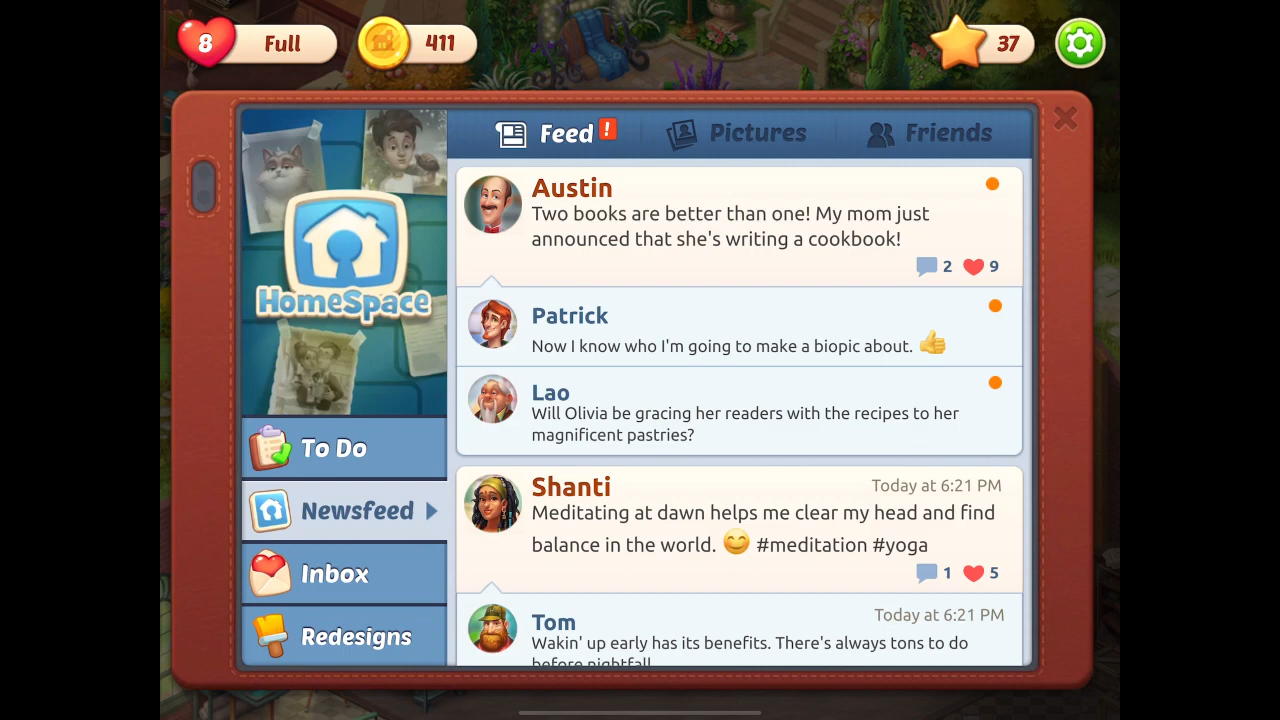 8
Full
411
37
HomeSpace
To Do
Newsfeed
Inbox
Redesigns
Feed !
Pictures
Friends
Austin
Two books are better than one! My mom just
announced that she's writing a cookbook!
2 9
Patrick
Now I know who I'm going to make a biopic about. 👍
Lao
Will Olivia be gracing her readers with the recipes to her
magnificent pastries?
Shanti
Today at 6:21 PM
Meditating at dawn helps me clear my head and find
balance in the world. 😊 #meditation #yoga
1 5
Tom
Today at 6:21 PM
Wakin' up early has its benefits. There's always tons to do
before nightfall